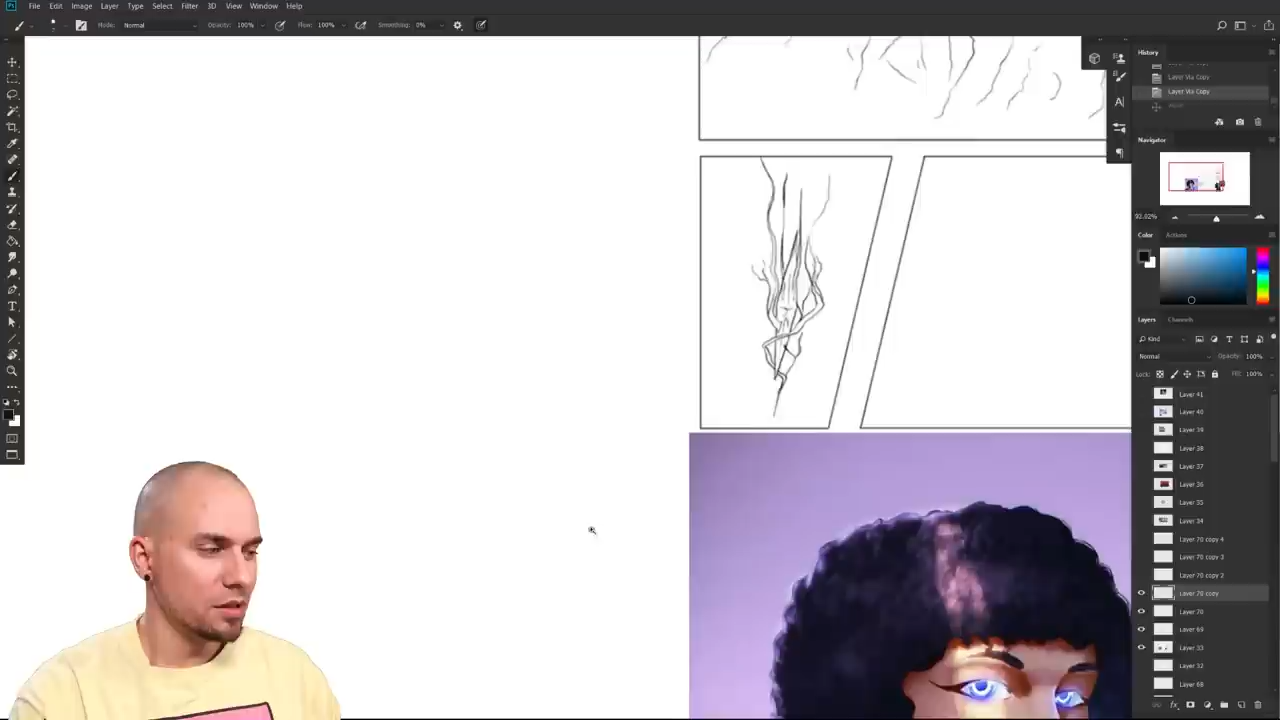 File Edit Image Layer Type Select Filter 3D View Window Help
Mode: Normal Opacity: 100% Flow: 100% Smoothing: 0%
History
Layer Via Copy
Layer Via Copy
Navigator
92.02%
Color Actions
Layers Channels
Kind
Normal Opacity: 100%
Lock: Fill: 100%
Layer 41
Layer 40
Layer 39
Layer 38
Layer 37
Layer 36
Layer 35
Layer 34
Layer 70 copy 4
Layer 70 copy 3
Layer 70 copy 2
Layer 70 copy
Layer 70
Layer 69
Layer 33
Layer 32
Layer 68